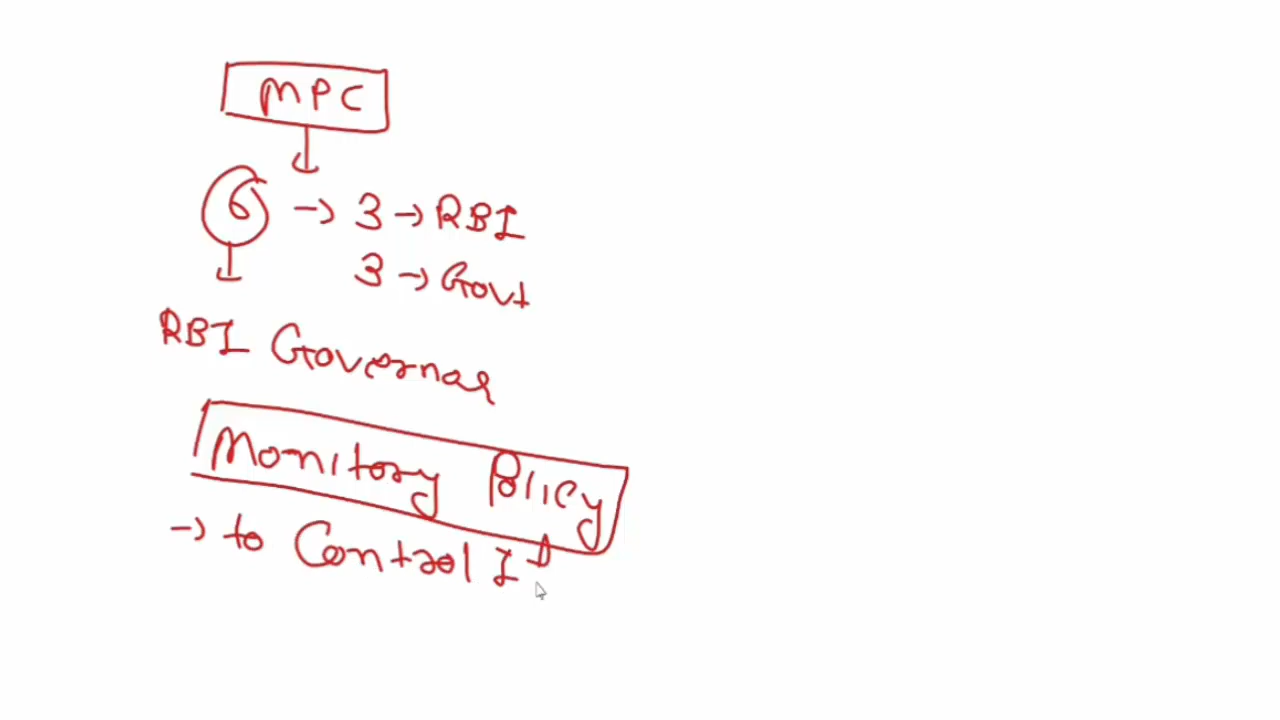 MPC
6 → 3 → RBI
3 → Govt
RBI Governor
Monitory Policy
→ to Control I